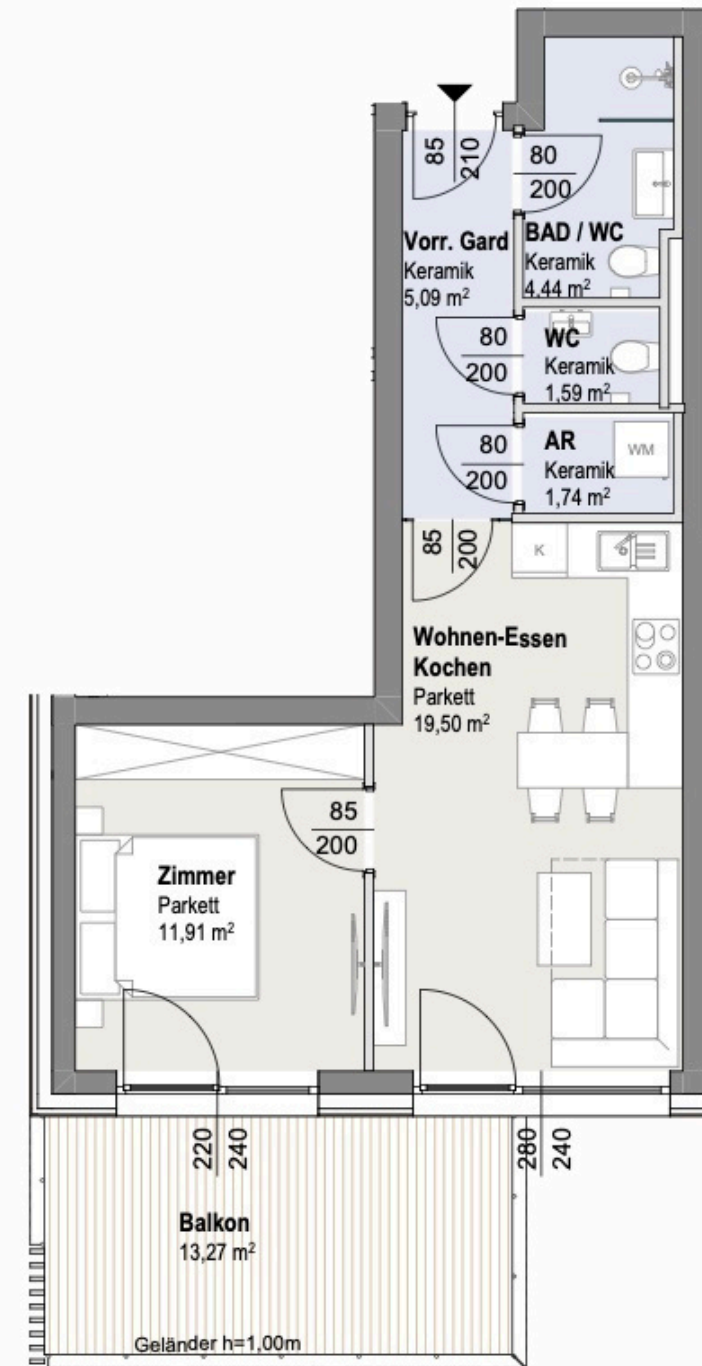 85
210
80
200
Vorr. Gard
Keramik
5,09 m²
BAD / WC
Keramik
4,44 m²
80
200
WC
Keramik
1,59 m²
80
200
AR
Keramik
1,74 m²
WM
85
200
K
Wohnen-Essen
Kochen
Parkett
19,50 m²
85
200
Zimmer
Parkett
11,91 m²
220
240
280
240
Balkon
13,27 m²
Geländer h=1,00m